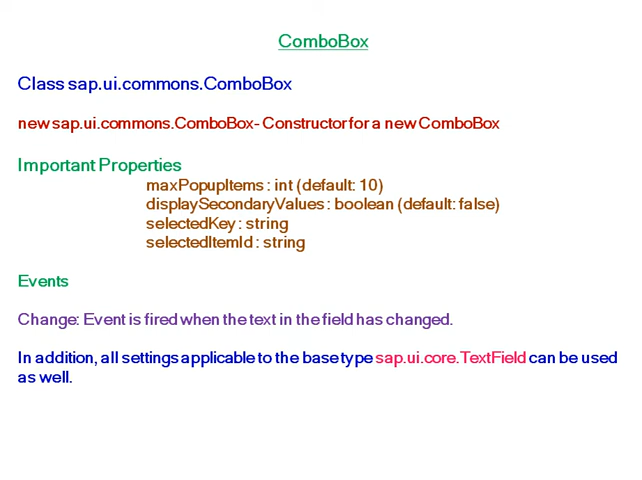 ComboBox
Class sap.ui.commons.ComboBox
new sap.ui.commons.ComboBox- Constructor for a new ComboBox
Important Properties
maxPopupItems : int (default: 10)
displaySecondaryValues : boolean (default: false)
selectedKey : string
selectedItemId : string
Events
Change: Event is fired when the text in the field has changed.
In addition, all settings applicable to the base type sap.ui.core.TextField can be used
as well.